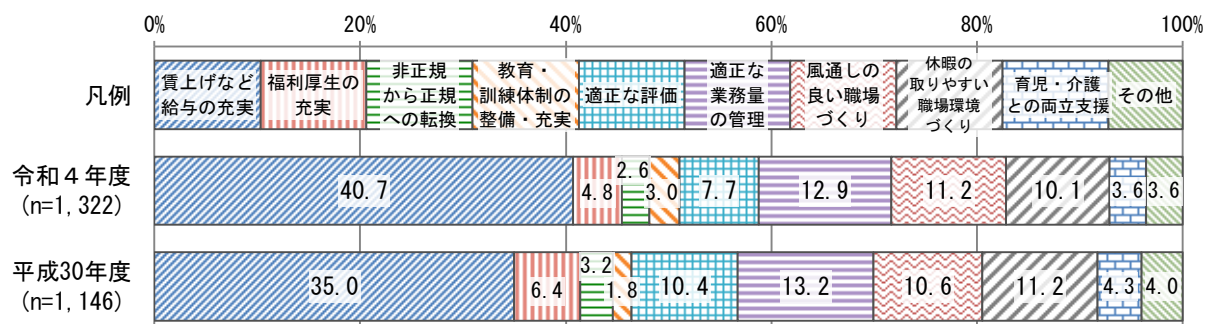 0% 20% 40% 60% 80% 100%
凡例
賃上げなど
給与の充実
福利厚生の
充実
非正規
から正規
への転換
教育・
訓練体制の
整備・充実
適正な評価
適正な
業務量
の管理
風通しの
良い職場
づくり
休暇の
取りやすい
職場環境
づくり
育児・介護
との両立支援
その他
令和４年度
(n=1,322)
40.7 4.8 2.6 3.0 7.7 12.9 11.2 10.1 3.6 3.6
平成30年度
(n=1,146)
35.0 6.4 3.2 1.8 10.4 13.2 10.6 11.2 4.3 4.0